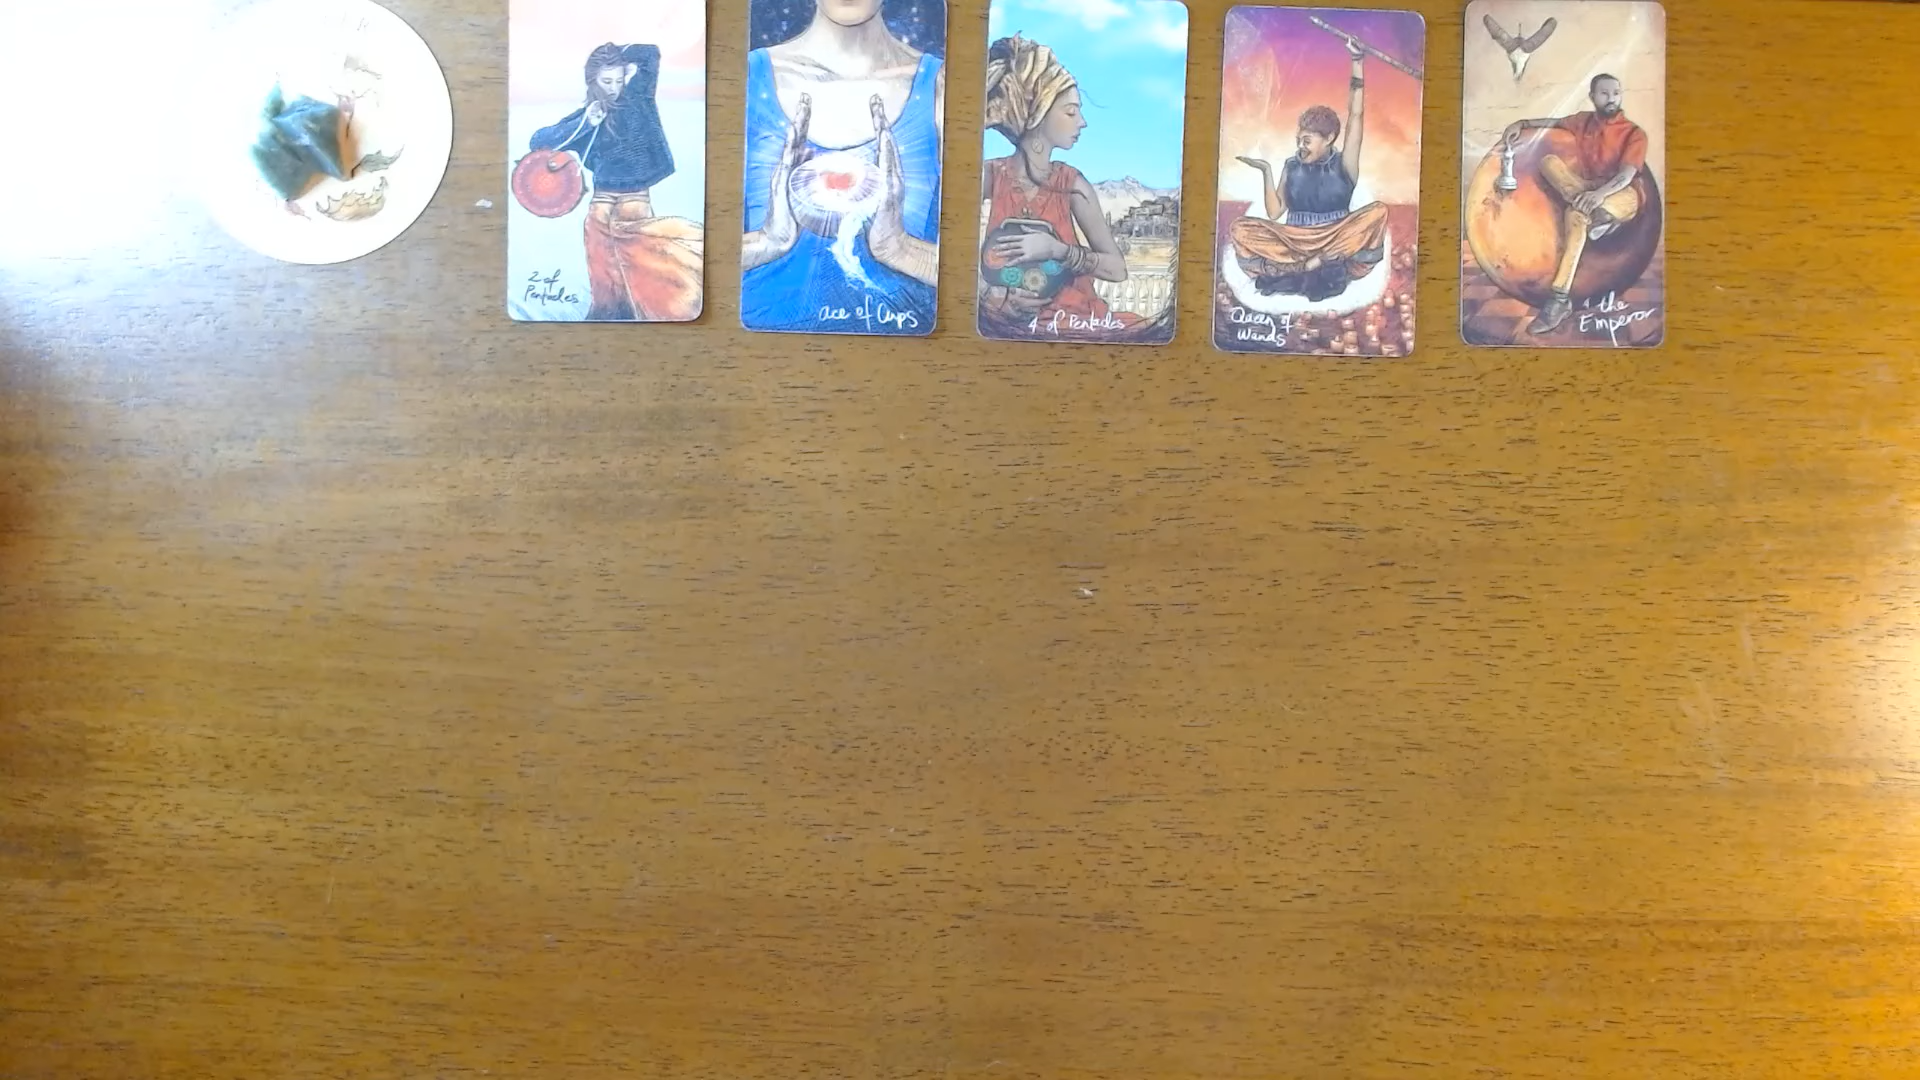 2 of
Pentacles
ace of Cups
4 of Pentacles
Queen of
Wands
4 the
Emperor